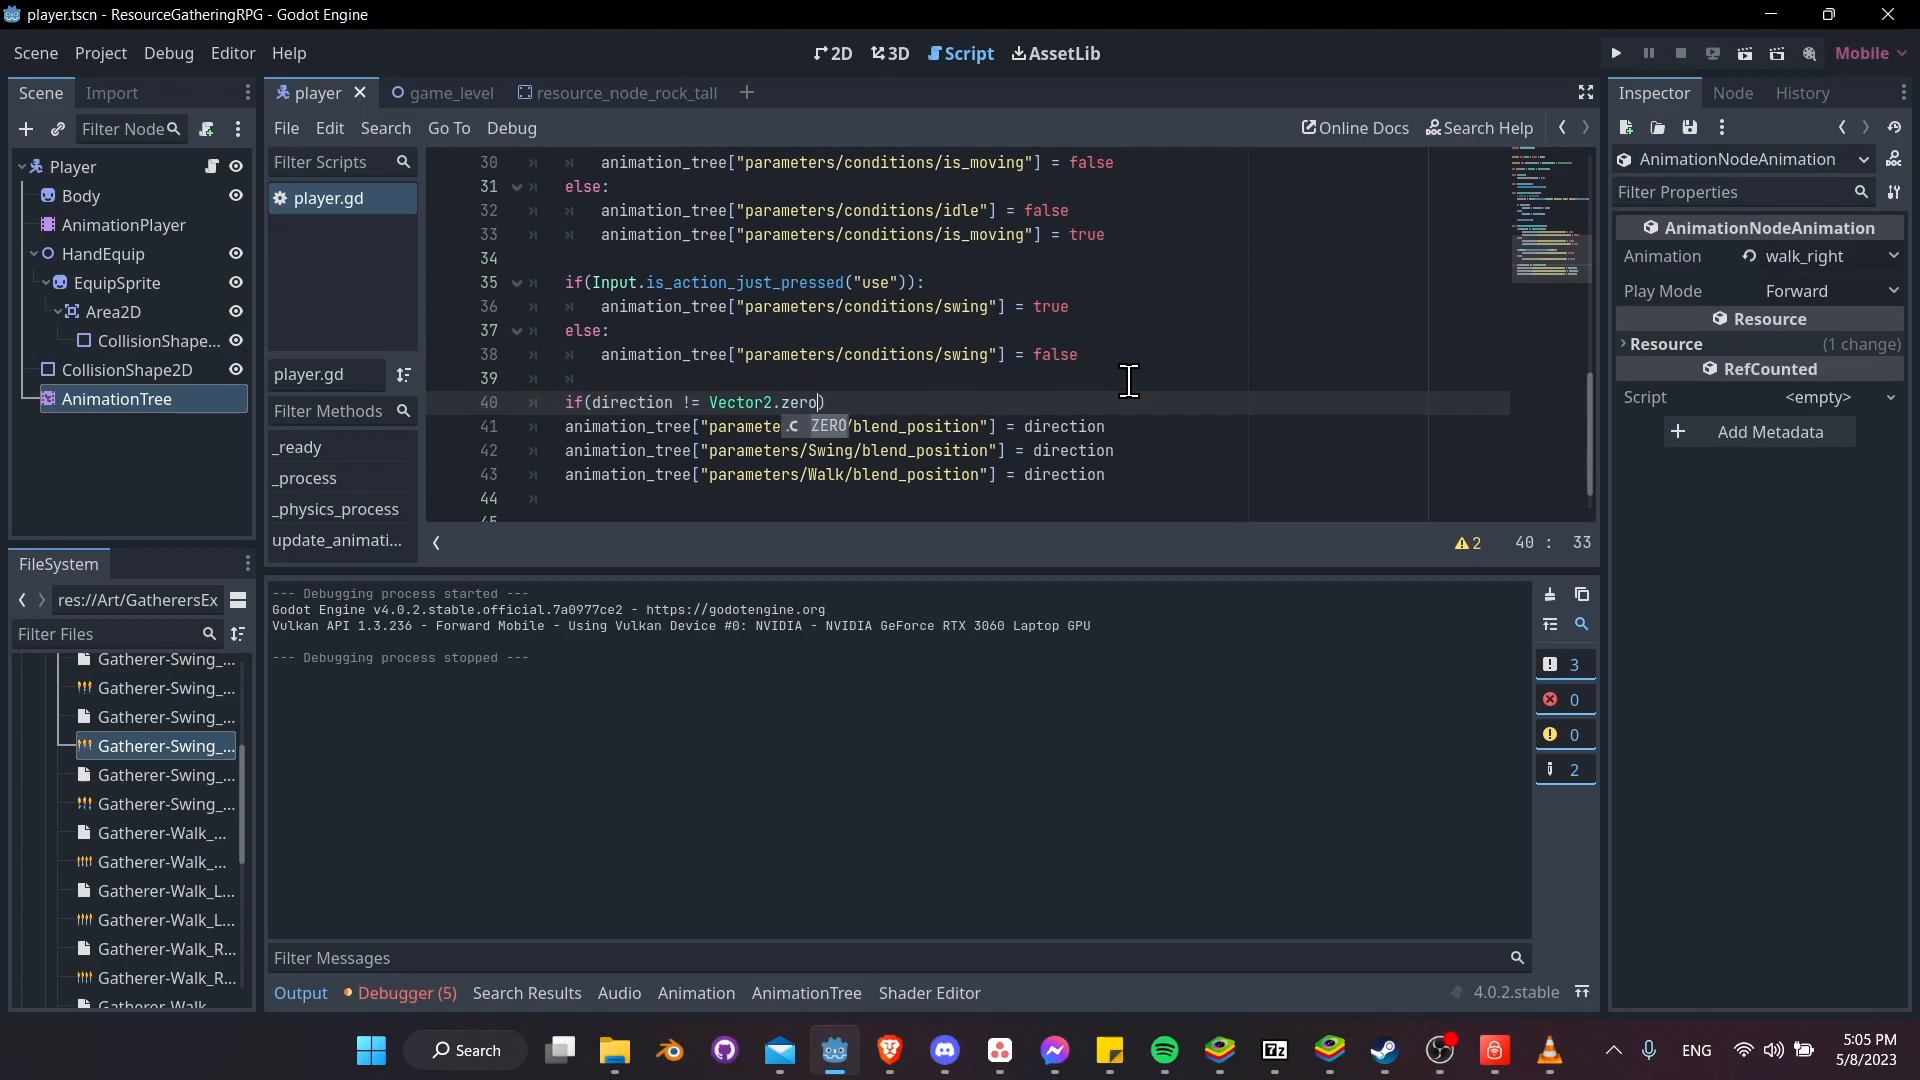 player.tscn - ResourceGatheringRPG - Godot Engine
Scene Project Debug Editor Help
2D 3D Script AssetLib
Mobile
Scene Import
Filter Node
Player
Body
AnimationPlayer
HandEquip
EquipSprite
Area2D
CollisionShape...
CollisionShape2D
AnimationTree
FileSystem
res://Art/GatherersEx
Filter Files
Gatherer-Swing_...
Gatherer-Swing_...
Gatherer-Swing_...
Gatherer-Swing_...
Gatherer-Swing_...
Gatherer-Swing_...
Gatherer-Walk_...
Gatherer-Walk_...
Gatherer-Walk_L...
Gatherer-Walk_L...
Gatherer-Walk_R...
Gatherer-Walk_R...
player game_level resource_node_rock_tall
File Edit Search Go To Debug
Online Docs Search Help
Filter Scripts
player.gd
player.gd
Filter Methods
_ready
_process
_physics_process
update_animati...
30 animation_tree["parameters/conditions/is_moving"] = false
31 else:
32 animation_tree["parameters/conditions/idle"] = false
33 animation_tree["parameters/conditions/is_moving"] = true
34
35 if(Input.is_action_just_pressed("use")):
36 animation_tree["parameters/conditions/swing"] = true
37 else:
38 animation_tree["parameters/conditions/swing"] = false
39
40 if(direction != Vector2.zero)
41 animation_tree["paramete .c ZERO /blend_position"] = direction
42 animation_tree["parameters/Swing/blend_position"] = direction
43 animation_tree["parameters/Walk/blend_position"] = direction
44
45
2 40 : 33
--- Debugging process started ---
Godot Engine v4.0.2.stable.official.7a0977ce2 - https://godotengine.org
Vulkan API 1.3.236 - Forward Mobile - Using Vulkan Device #0: NVIDIA - NVIDIA GeForce RTX 3060 Laptop GPU
--- Debugging process stopped ---
3
0
0
2
Filter Messages
Output Debugger (5) Search Results Audio Animation AnimationTree Shader Editor
4.0.2.stable
Inspector Node History
AnimationNodeAnimation
Filter Properties
AnimationNodeAnimation
Animation walk_right
Play Mode Forward
Resource
Resource (1 change)
RefCounted
Script <empty>
Add Metadata
Search
7z
ENG
5:05 PM
5/8/2023